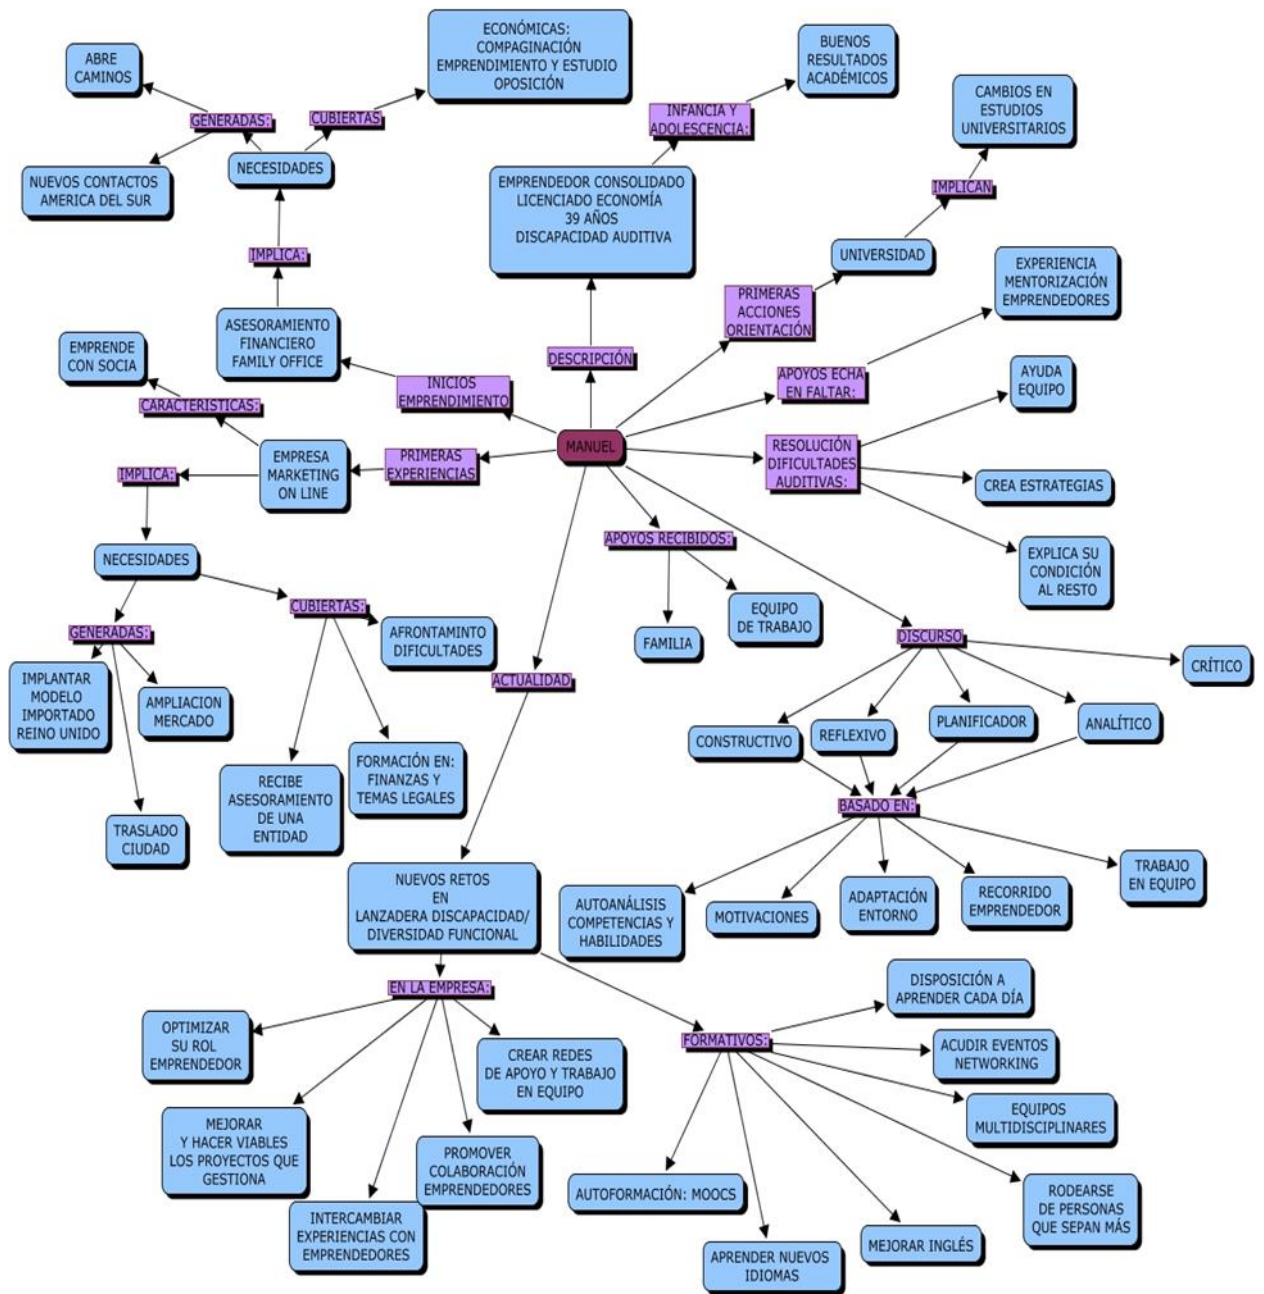 ABRE
CAMINOS
ECONÓMICAS:
COMPAGINACIÓN
EMPRENDIMIENTO Y ESTUDIO
OPOSICIÓN
BUENOS
RESULTADOS
ACADÉMICOS
CAMBIOS EN
ESTUDIOS
UNIVERSITARIOS
GENERADAS:
CUBIERTAS
INFANCIA Y
ADOLESCENCIA:
NUEVOS CONTACTOS
AMERICA DEL SUR
NECESIDADES
EMPRENDEDOR CONSOLIDADO
LICENCIADO ECONOMÍA
39 AÑOS
DISCAPACIDAD AUDITIVA
IMPLICAN
IMPLICA:
UNIVERSIDAD
EXPERIENCIA
MENTORIZACIÓN
EMPRENDEDORES
PRIMERAS
ACCIONES
ORIENTACIÓN
ASESORAMIENTO
FINANCIERO
FAMILY OFFICE
EMPRENDE
CON SOCIA
DESCRIPCIÓN
APOYOS ECHA
EN FALTAR:
AYUDA
EQUIPO
INICIOS
EMPRENDIMIENTO
CARACTERISTICAS:
MANUEL
RESOLUCIÓN
DIFICULTADES
AUDITIVAS:
PRIMERAS
EXPERIENCIAS
EMPRESA
MARKETING
ON LINE
IMPLICA:
CREA ESTRATEGIAS
APOYOS RECIBIDOS:
EXPLICA SU
CONDICIÓN
AL RESTO
NECESIDADES
CUBIERTAS:
EQUIPO
DE TRABAJO
FAMILIA
GENERADAS:
AFRONTAMINTO
DIFICULTADES
DISCURSO
CRÍTICO
ACTUALIDAD
IMPLANTAR
MODELO
IMPORTADO
REINO UNIDO
AMPLIACION
MERCADO
CONSTRUCTIVO
REFLEXIVO
PLANIFICADOR
ANALÍTICO
RECIBE
ASESORAMIENTO
DE UNA
ENTIDAD
FORMACIÓN EN:
FINANZAS Y
TEMAS LEGALES
BASADO EN:
TRASLADO
CIUDAD
NUEVOS RETOS
EN
LANZADERA DISCAPACIDAD/
DIVERSIDAD FUNCIONAL
AUTOANÁLISIS
COMPETENCIAS Y
HABILIDADES
MOTIVACIONES
ADAPTACIÓN
ENTORNO
RECORRIDO
EMPRENDEDOR
TRABAJO
EN EQUIPO
EN LA EMPRESA:
DISPOSICIÓN A
APRENDER CADA DÍA
OPTIMIZAR
SU ROL
EMPRENDEDOR
CREAR REDES
DE APOYO Y TRABAJO
EN EQUIPO
FORMATIVOS:
ACUDIR EVENTOS
NETWORKING
EQUIPOS
MULTIDISCIPLINARES
MEJORAR
Y HACER VIABLES
LOS PROYECTOS QUE
GESTIONA
PROMOVER
COLABORACIÓN
EMPRENDEDORES
AUTOFORMACIÓN: MOOCS
RODEARSE
DE PERSONAS
QUE SEPAN MÁS
INTERCAMBIAR
EXPERIENCIAS CON
EMPRENDEDORES
APRENDER NUEVOS
IDIOMAS
MEJORAR INGLÉS